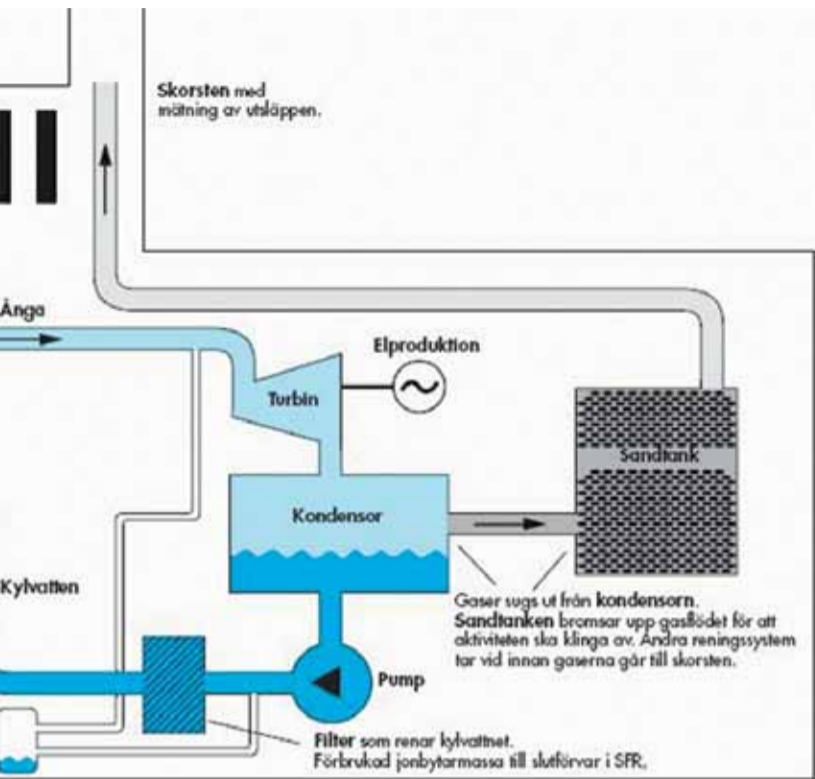 Skorsten med
mätning av utsläppen.
Ånga
Elproduktion
Turbin
Sandtank
Kondensor
Kylvatten
Gaser sugs ut från kondensorn.
Sandtanken bromsar upp gasflödet för att
aktiviteten ska klinga av. Andra reningssystem
tar vid innan gaserna går till skorsten.
Pump
Filter som renar kylvattnet.
Förbrukad jonbytarmassa till slutförvar i SFR.